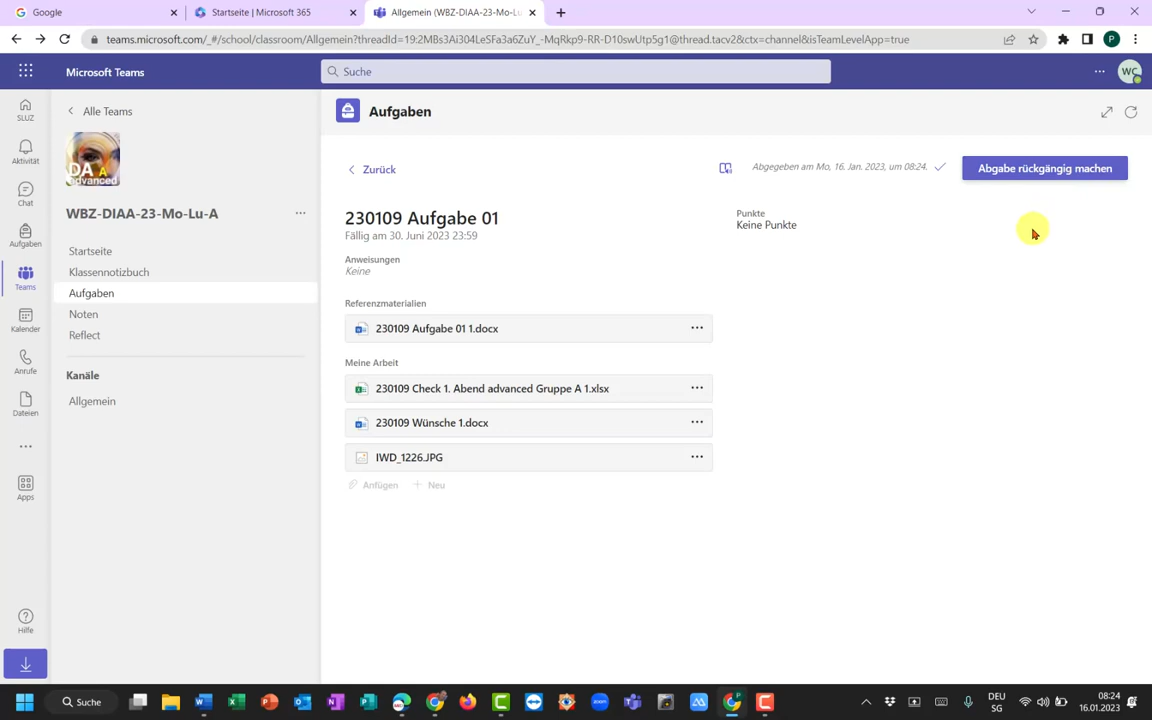 Google
Startseite | Microsoft 365
Allgemein (WBZ-DIAA-23-Mo-Lu
teams.microsoft.com/_#/school/classroom/Allgemein?threadId=19:2MBs3Ai304LeSFa3a6ZuY_-MqRkp9-RR-D10swUtp5g1@thread.tacv2&ctx=channel&isTeamLevelApp=true
P
Microsoft Teams
Suche
WC
SLUZ
Aktivität
Chat
Aufgaben
Teams
Kalender
Anrufe
Dateien
Apps
Hilfe
Alle Teams
DA A
advanced
WBZ-DIAA-23-Mo-Lu-A
Startseite
Klassennotizbuch
Aufgaben
Noten
Reflect
Kanäle
Allgemein
Aufgaben
Zurück
Abgegeben am Mo, 16. Jan. 2023, um 08:24.
Abgabe rückgängig machen
230109 Aufgabe 01
Fällig am 30. Juni 2023 23:59
Punkte
Keine Punkte
Anweisungen
Keine
Referenzmaterialien
230109 Aufgabe 01 1.docx
Meine Arbeit
230109 Check 1. Abend advanced Gruppe A 1.xlsx
230109 Wünsche 1.docx
IWD_1226.JPG
Anfügen
Neu
Suche
DEU
SG
08:24
16.01.2023